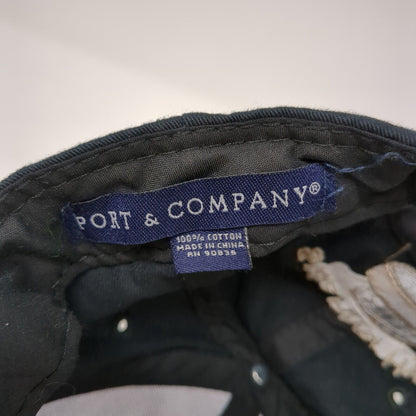 PORT & COMPANY®
100% COTTON
MADE IN CHINA
RN 90836